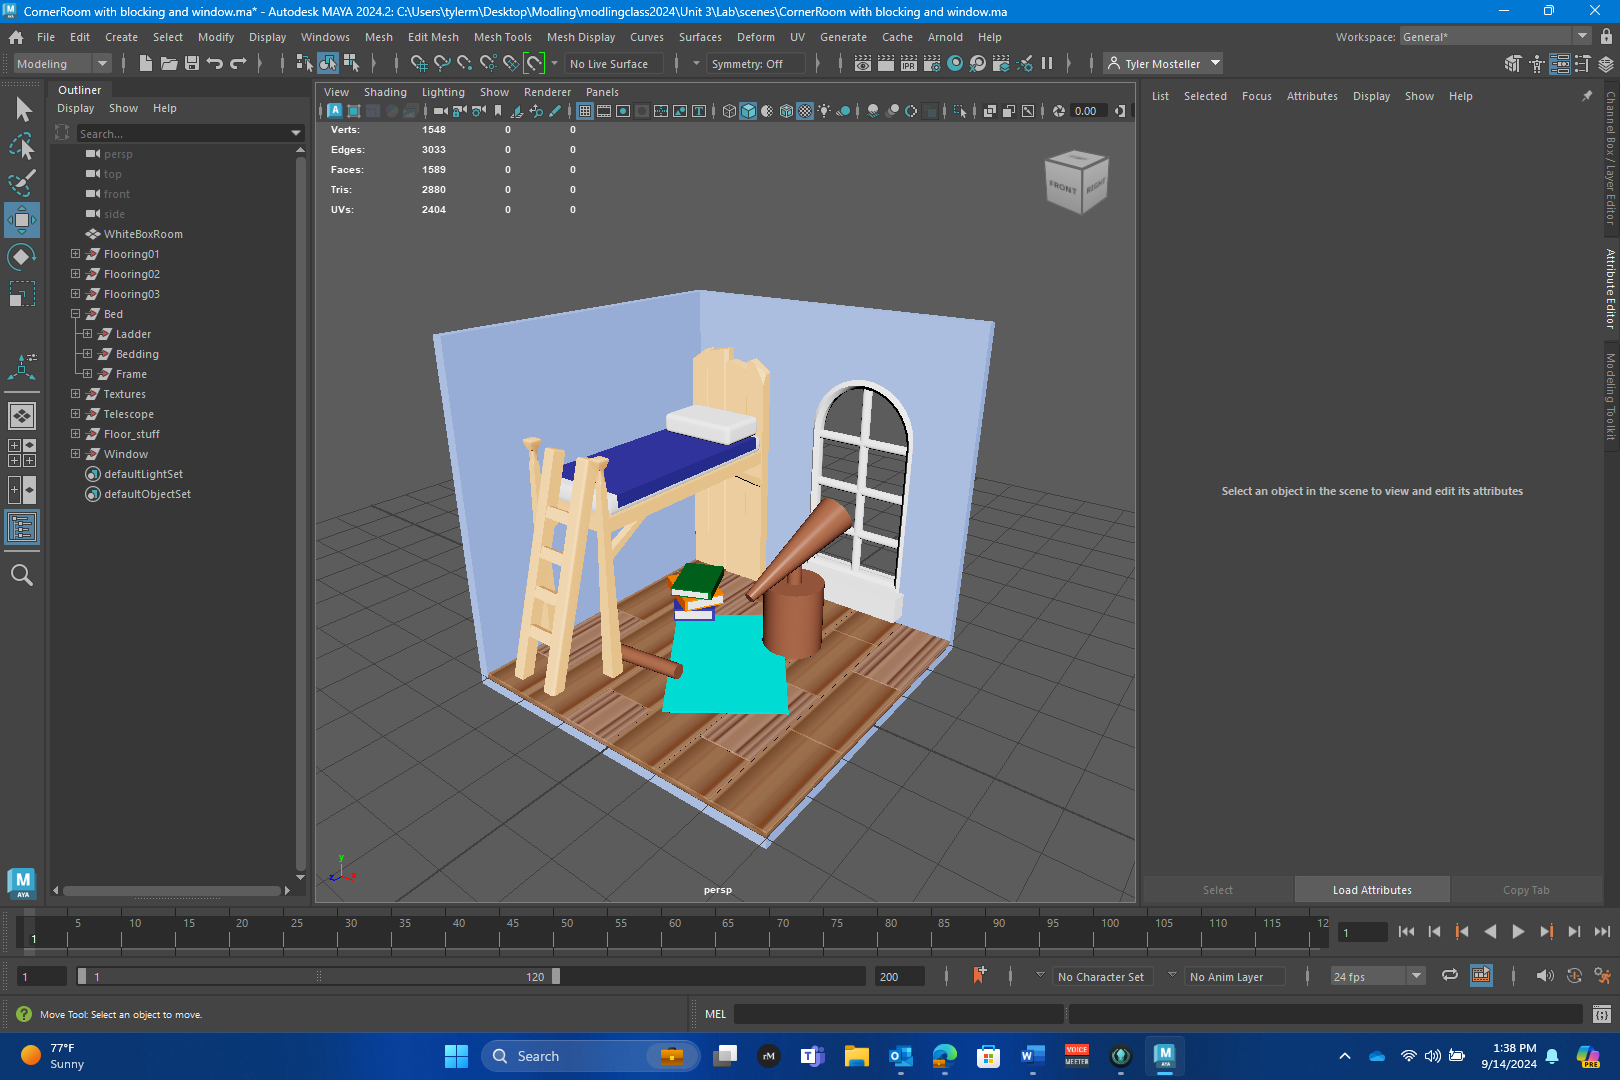 CornerRoom with blocking and window.ma* - Autodesk MAYA 2024.2: C:\Users\tylerm\Desktop\Modling\modlingclass2024\Unit 3\Lab\scenes\CornerRoom with blocking and window.ma
File Edit Create Select Modify Display Windows Mesh Edit Mesh Mesh Tools Mesh Display Curves Surfaces Deform UV Generate Cache Arnold Help
Workspace: General*
Modeling
No Live Surface
Symmetry: Off
IPR
Tyler Mosteller
Outliner
Display Show Help
Search...
persp
top
front
side
WhiteBoxRoom
Flooring01
Flooring02
Flooring03
Bed
Ladder
Bedding
Frame
Textures
Telescope
Floor_stuff
Window
defaultLightSet
defaultObjectSet
M
AYA
View Shading Lighting Show Renderer Panels
0.00
Verts: 1548 0 0
Edges: 3033 0 0
Faces: 1589 0 0
Tris: 2880 0 0
UVs: 2404 0 0
FRONT
RIGHT
y
z
x
persp
List Selected Focus Attributes Display Show Help
Select an object in the scene to view and edit its attributes
Select
Load Attributes
Copy Tab
Channel Box / Layer Editor
Attribute Editor
Modeling Toolkit
5 10 15 20 25 30 35 40 45 50 55 60 65 70 75 80 85 90 95 100 105 110 115 12
1
1
1
1
120
200
No Character Set
No Anim Layer
24 fps
Move Tool: Select an object to move.
MEL
77°F
Sunny
Search
rM
VOICE
MEETER
M
AYA
1:38 PM
9/14/2024
PRE